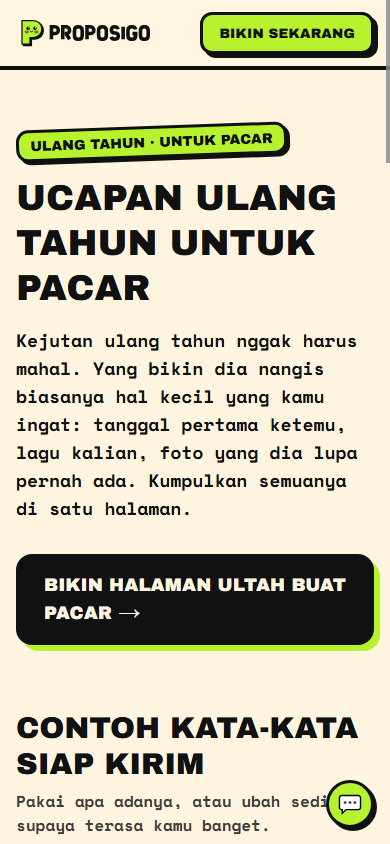 PROPOSIGO
BIKIN SEKARANG
ULANG TAHUN · UNTUK PACAR
UCAPAN ULANG
TAHUN UNTUK
PACAR
Kejutan ulang tahun nggak harus
mahal. Yang bikin dia nangis
biasanya hal kecil yang kamu
ingat: tanggal pertama ketemu,
lagu kalian, foto yang dia lupa
pernah ada. Kumpulkan semuanya
di satu halaman.
BIKIN HALAMAN ULTAH BUAT
PACAR →
CONTOH KATA-KATA
SIAP KIRIM
Pakai apa adanya, atau ubah sedi
supaya terasa kamu banget.